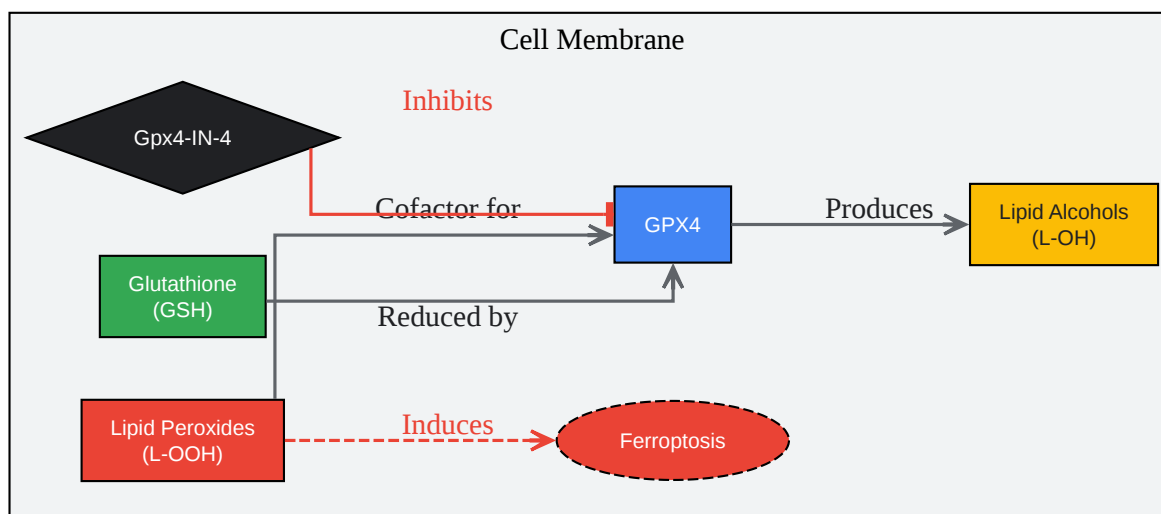 Cell Membrane
Inhibits
Gpx4-IN-4
Cofactor for
GPX4
Produces
Lipid Alcohols
(L-OH)
Glutathione
(GSH)
Reduced by
Lipid Peroxides
(L-OOH)
Induces
Ferroptosis